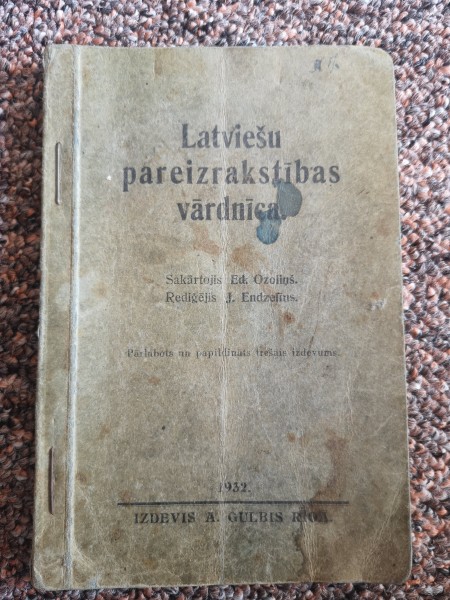 Latviešu
pareizrakstības
vārdnīca.
Sakārtojis Ed. Ozoliņš.
Rediģējis J. Endzelīns.
Pārlabots un papildināts trešais izdevums.
1932.
IZDEVIS A. GULBIS RĪGĀ.